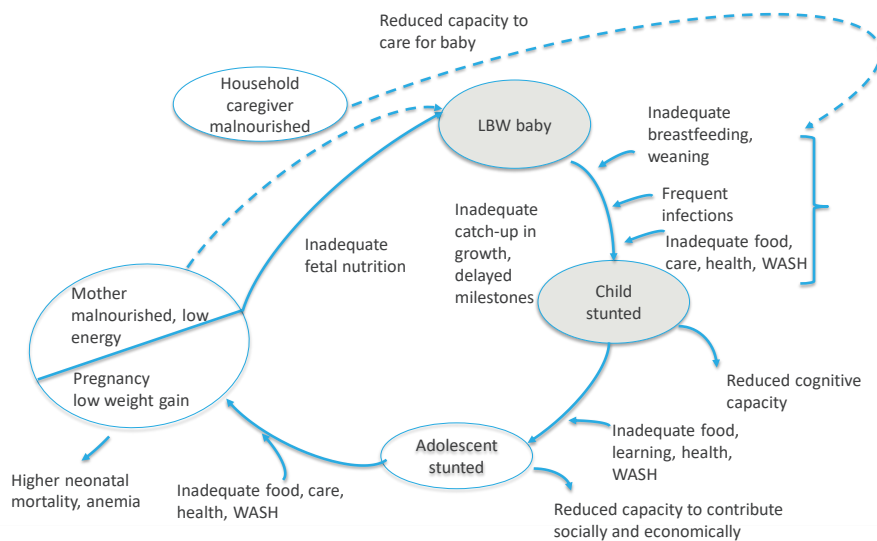 Reduced capacity to
care for baby
Household
caregiver
malnourished
LBW baby
Inadequate
breastfeeding,
weaning
Frequent
infections
Inadequate food,
care, health, WASH
Inadequate
catch-up in
growth,
delayed
milestones
Inadequate
fetal nutrition
Mother
malnourished, low
energy
Pregnancy
low weight gain
Child
stunted
Reduced cognitive
capacity
Inadequate food,
learning, health,
WASH
Adolescent
stunted
Higher neonatal
mortality, anemia
Inadequate food, care,
health, WASH
Reduced capacity to contribute
socially and economically